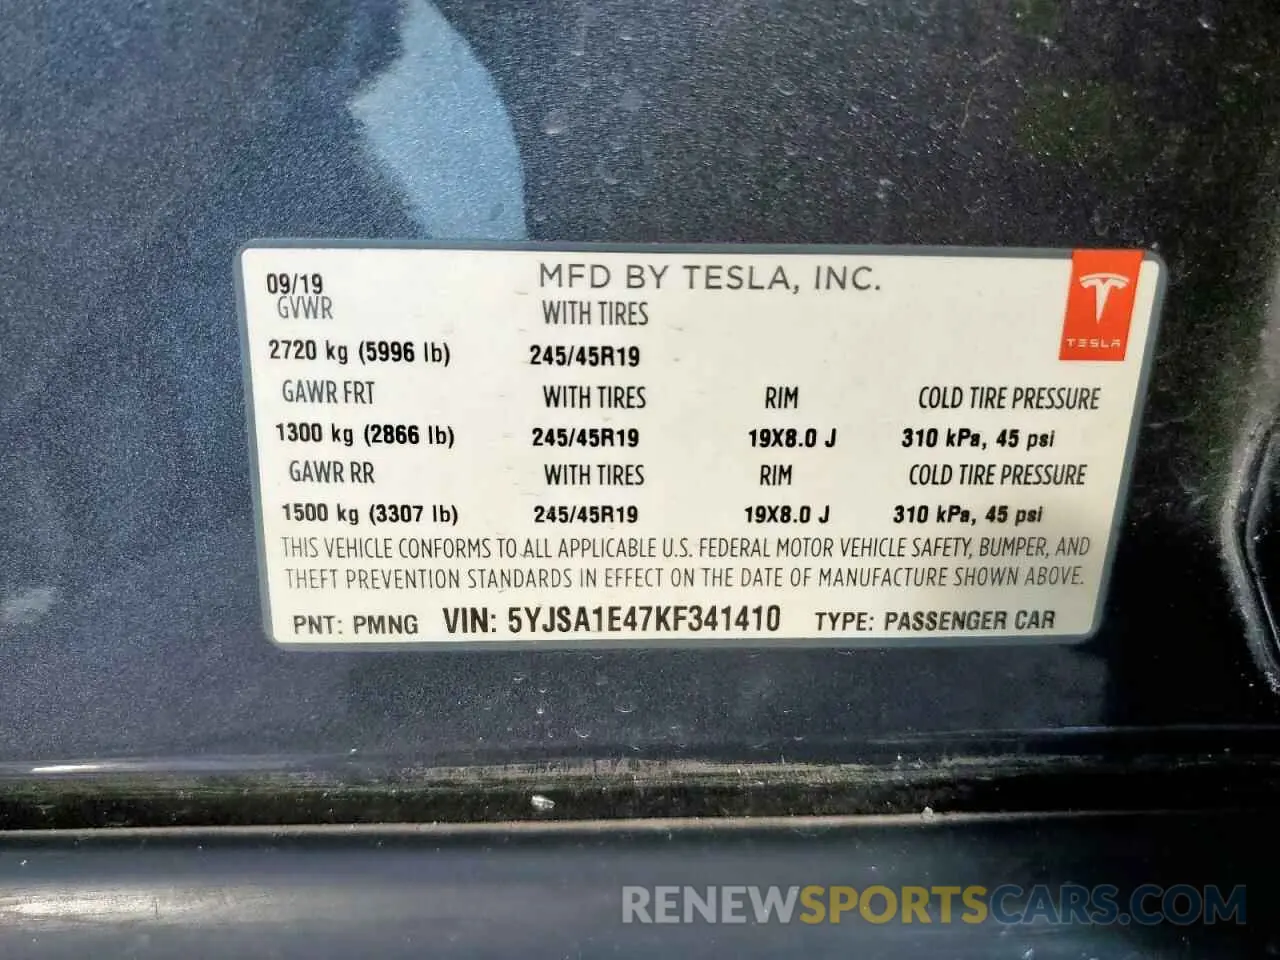 09/19 MFD BY TESLA, INC.
GVWR WITH TIRES
2720 kg (5996 lb) 245/45R19
TESLA
GAWR FRT WITH TIRES RIM COLD TIRE PRESSURE
1300 kg (2866 lb) 245/45R19 19X8.0 J 310 kPa, 45 psi
GAWR RR WITH TIRES RIM COLD TIRE PRESSURE
1500 kg (3307 lb) 245/45R19 19X8.0 J 310 kPa, 45 psi
THIS VEHICLE CONFORMS TO ALL APPLICABLE U.S. FEDERAL MOTOR VEHICLE SAFETY, BUMPER, AND
THEFT PREVENTION STANDARDS IN EFFECT ON THE DATE OF MANUFACTURE SHOWN ABOVE.
PNT: PMNG VIN: 5YJSA1E47KF341410 TYPE: PASSENGER CAR
RENEWSPORTSCARS.COM